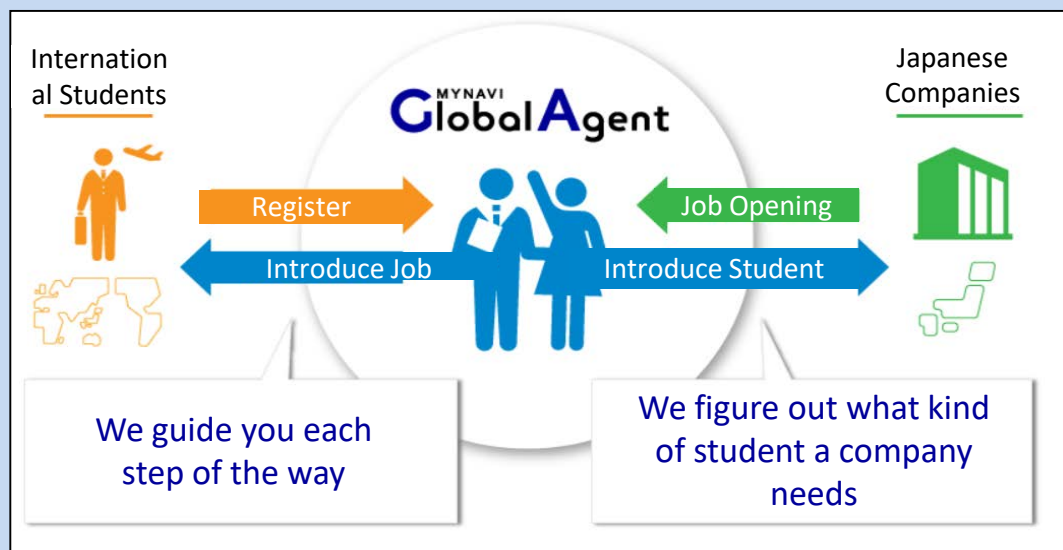 Internation
al Students
MYNAVI
GlobalAgent
Japanese
Companies
Register
Job Opening
Introduce Job
Introduce Student
We guide you each
step of the way
We figure out what kind
of student a company
needs